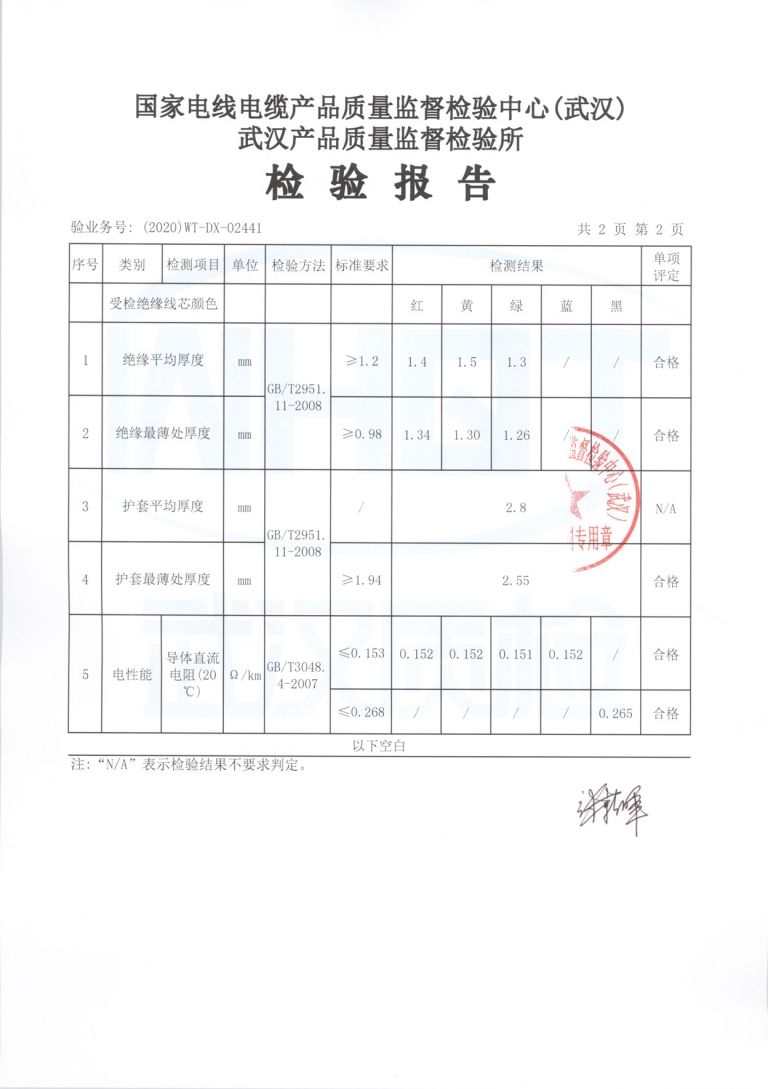 国家电线电缆产品质量监督检验中心(武汉)
武汉产品质量监督检验所
检 验 报 告
验业务号: (2020)WT-DX-02441 共 2 页 第 2 页
序号 类别 检测项目 单位 检验方法 标准要求 检测结果 单项评定
受检绝缘线芯颜色 红 黄 绿 蓝 黑
1 绝缘平均厚度 mm GB/T2951.11-2008 ≥1.2 1.4 1.5 1.3 / / 合格
2 绝缘最薄处厚度 mm ≥0.98 1.34 1.30 1.26 / / 合格
3 护套平均厚度 mm GB/T2951.11-2008 / 2.8 N/A
4 护套最薄处厚度 mm ≥1.94 2.55 合格
5 电性能 导体直流电阻(20℃) Ω/km GB/T3048.4-2007 ≤0.153 0.152 0.152 0.151 0.152 / 合格
≤0.268 / / / / 0.265 合格
以下空白
注:“N/A”表示检验结果不要求判定。
监督检验中心(武汉)
专用章
WHQT
武汉质检